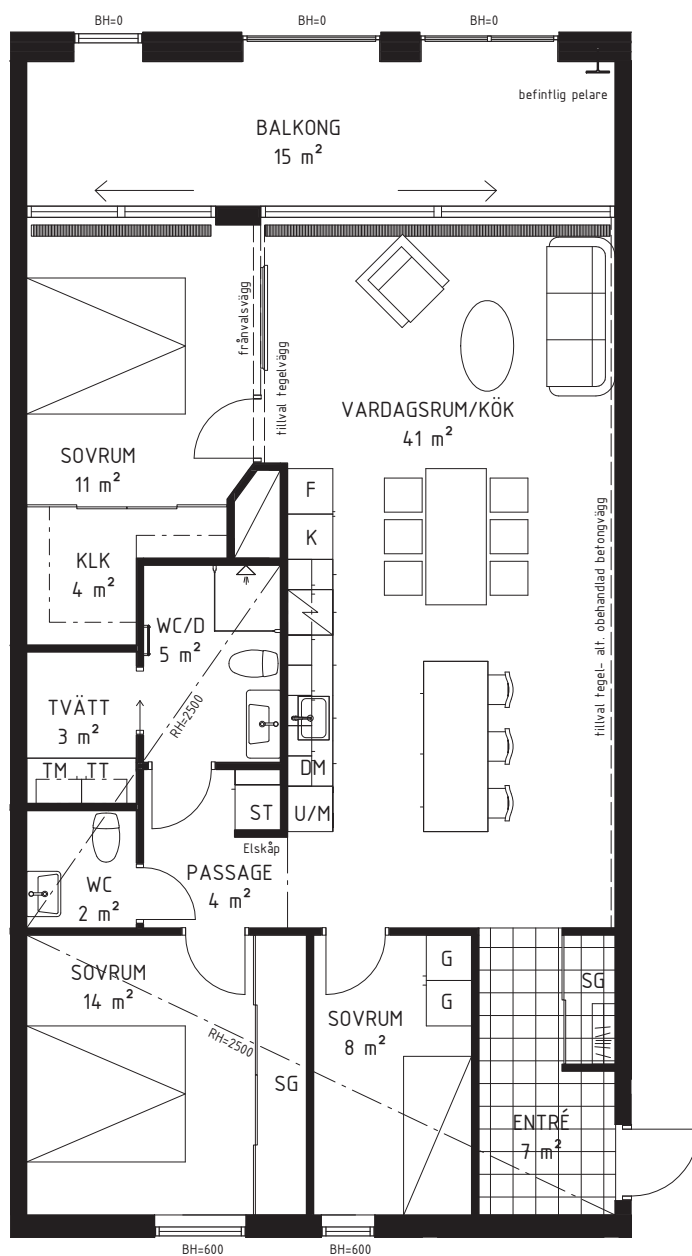 BH=0 BH=0 BH=0
befintlig pelare
BALKONG
15 m²
frånvalsvägg
tillval tegelvägg
VARDAGSRUM/KÖK
41 m²
SOVRUM
11 m²
F
K
KLK
4 m²
tillval tegel- alt. obehandlad betongvägg
WC/D
5 m²
RH=2500
TVÄTT
3 m²
TM TT
DM
ST
U/M
Elskåp
PASSAGE
4 m²
WC
2 m²
SOVRUM
14 m²
G
G
SG
SOVRUM
8 m²
RH=2500
SG
ENTRÉ
7 m²
BH=600 BH=600